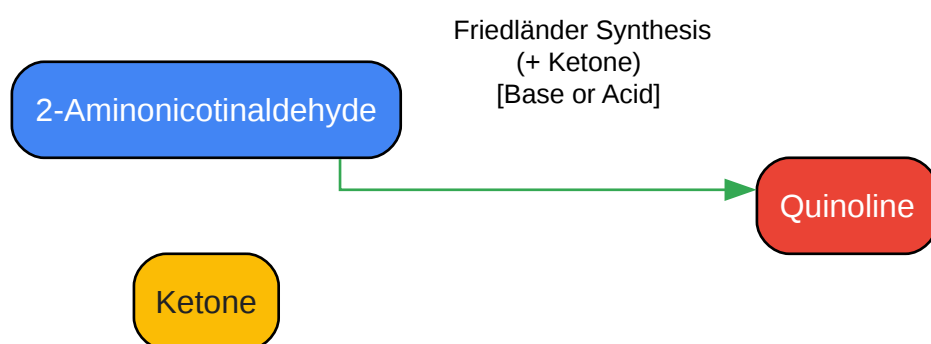 Friedländer Synthesis
(+ Ketone)
[Base or Acid]
2-Aminonicotinaldehyde
Quinoline
Ketone